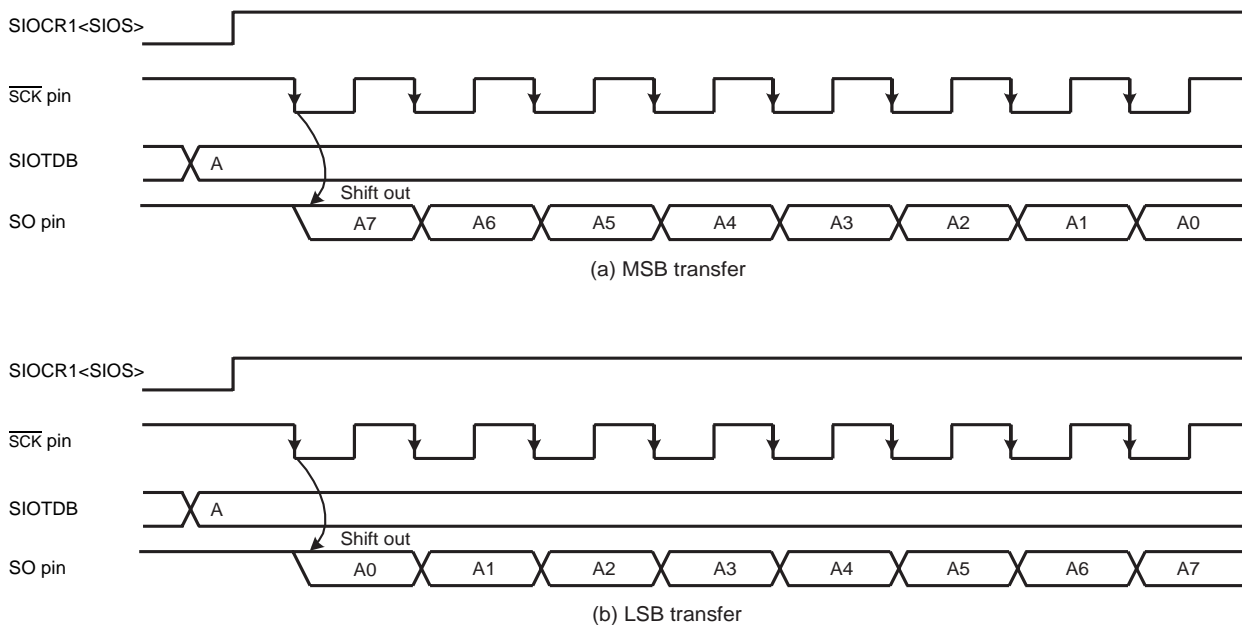 SIOCR1<SIOS>
SCK pin
SIOTDB
A
Shift out
SO pin
A7 A6 A5 A4 A3 A2 A1 A0
(a) MSB transfer
SIOCR1<SIOS>
SCK pin
SIOTDB
A
Shift out
SO pin
A0 A1 A2 A3 A4 A5 A6 A7
(b) LSB transfer